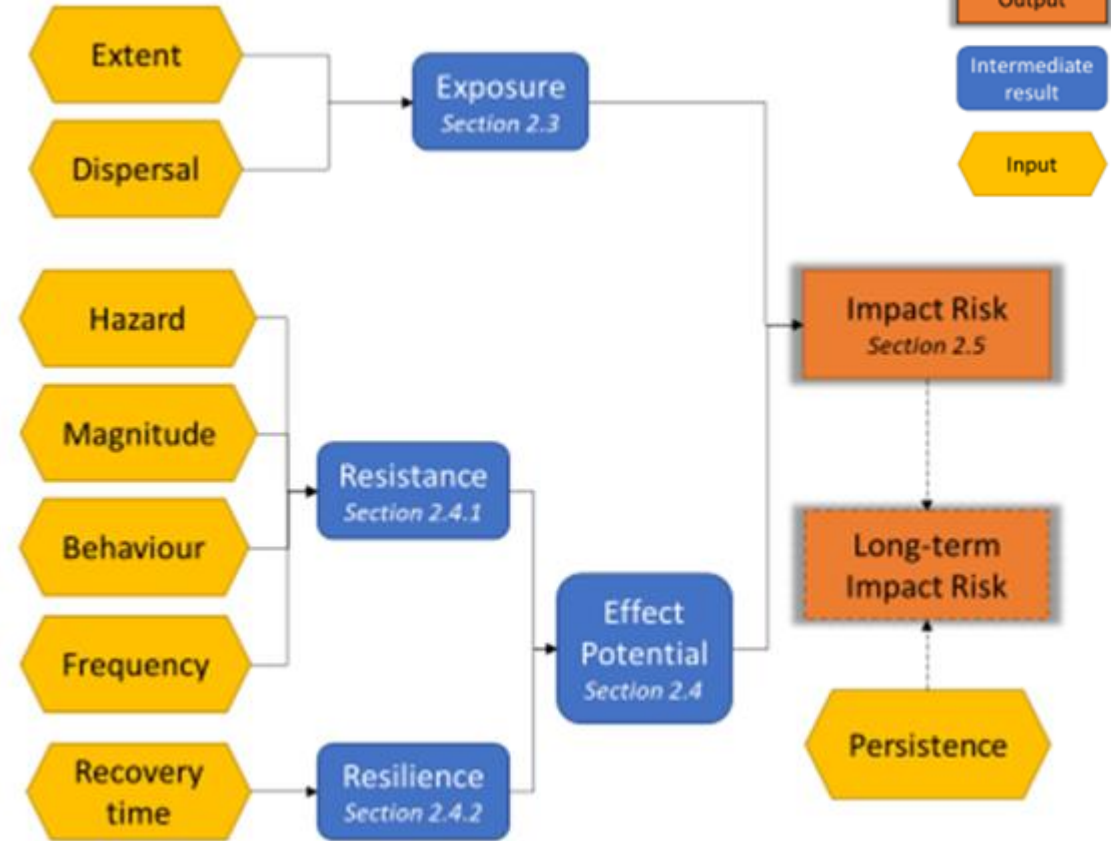 Output
Intermediate
result
Input
Extent
Dispersal
Exposure
Section 2.3
Hazard
Magnitude
Behaviour
Frequency
Resistance
Section 2.4.1
Recovery
time
Resilience
Section 2.4.2
Effect
Potential
Section 2.4
Impact Risk
Section 2.5
Long-term
Impact Risk
Persistence